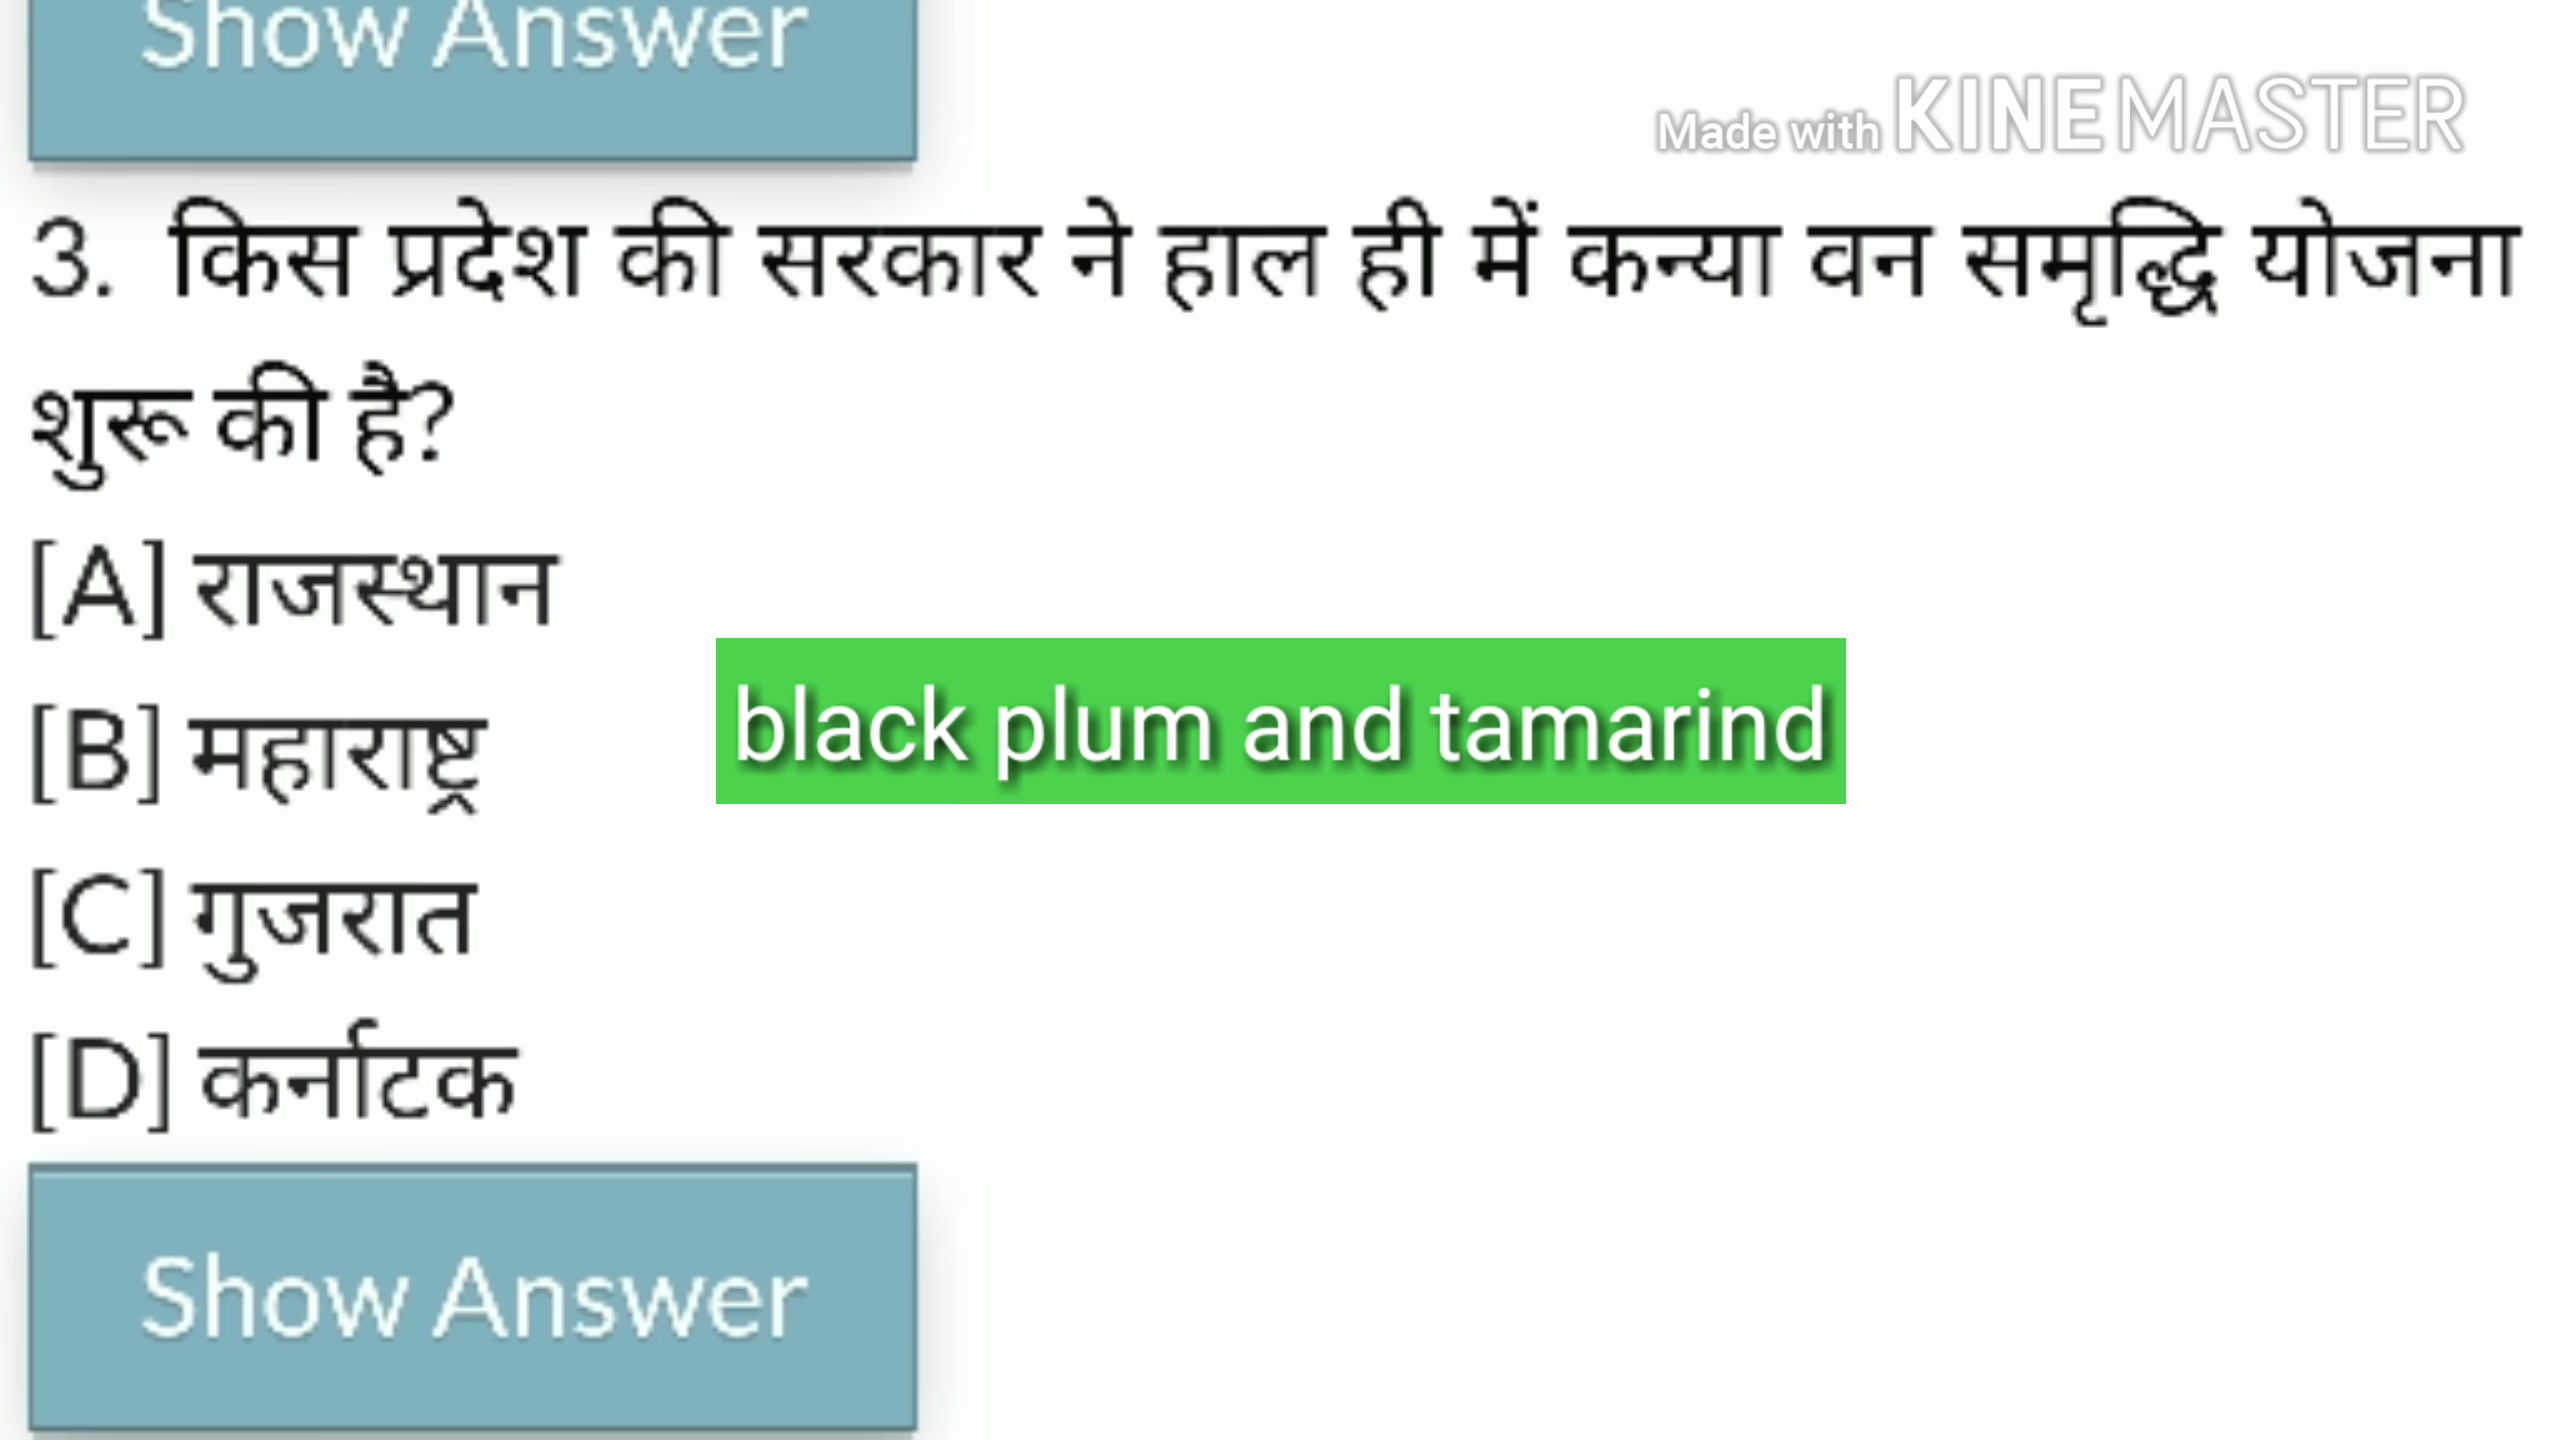 Show Answer
Made with KINEMASTER
3. किस प्रदेश की सरकार ने हाल ही में कन्या वन समृद्धि योजना
शुरू की है?
[A] राजस्थान
[B] महाराष्ट्र
black plum and tamarind
[C] गुजरात
[D] कर्नाटक
Show Answer